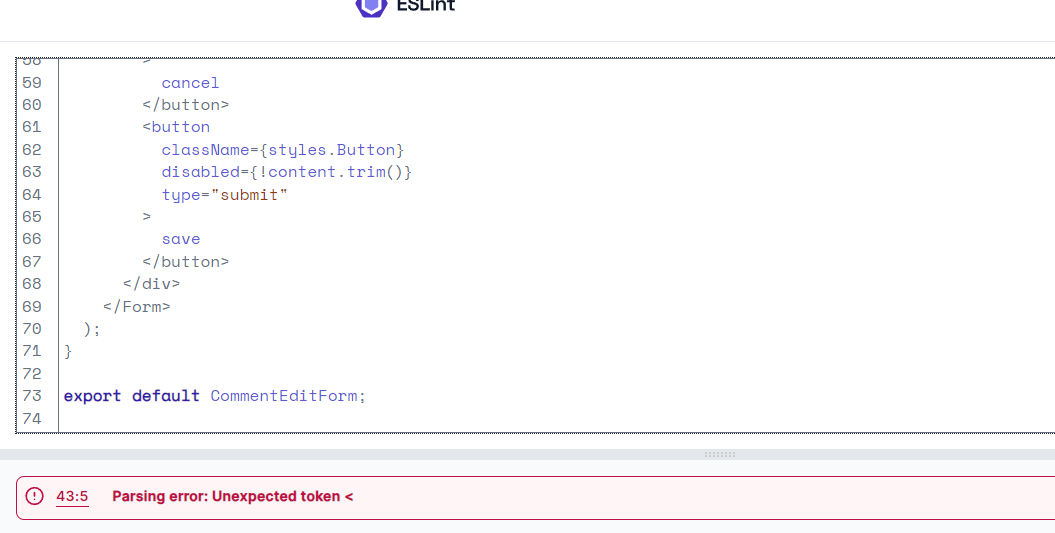 ESLint
58 >
59 cancel
60 </button>
61 <button
62 className={styles.Button}
63 disabled={!content.trim()}
64 type="submit"
65 >
66 save
67 </button>
68 </div>
69 </Form>
70 );
71 }
72
73 export default CommentEditForm;
74
43:5 Parsing error: Unexpected token <